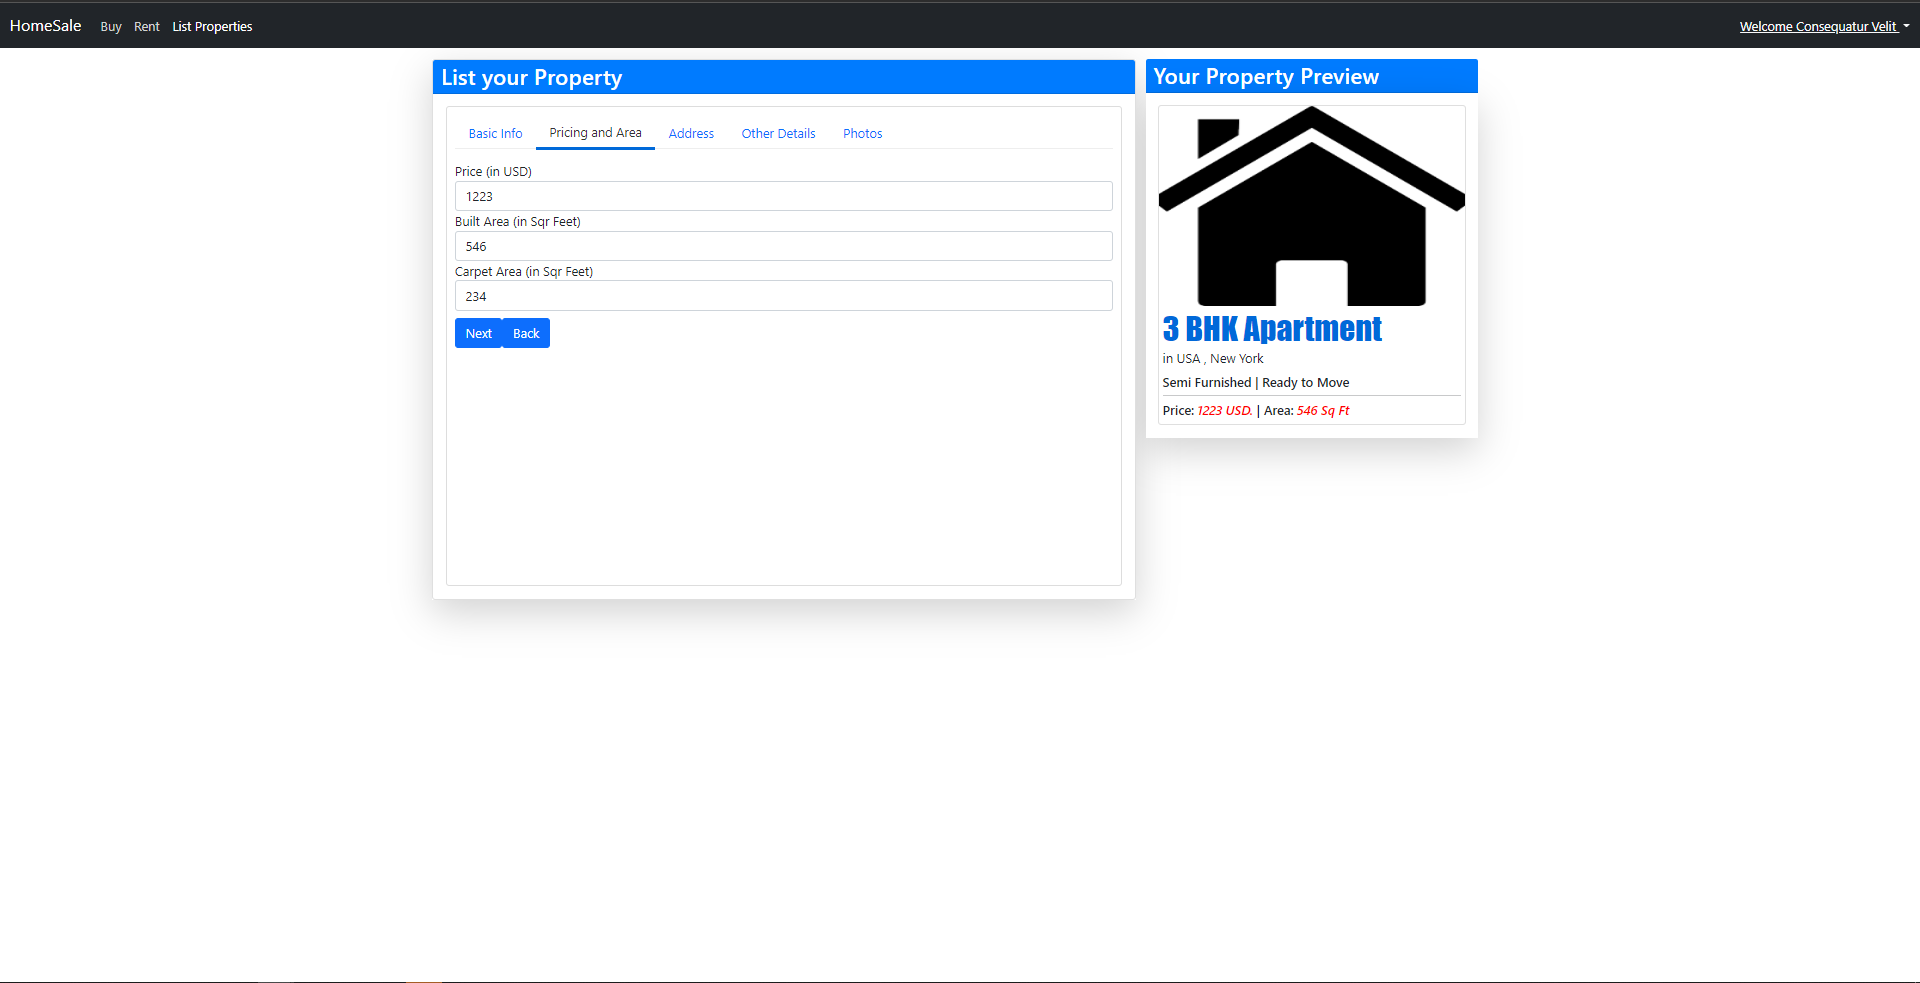 HomeSale Buy Rent List Properties Welcome Consequatur Velit
List your Property
Basic Info Pricing and Area Address Other Details Photos
Price (in USD)
1223
Built Area (in Sqr Feet)
546
Carpet Area (in Sqr Feet)
234
Next Back
Your Property Preview
3 BHK Apartment
in USA , New York
Semi Furnished | Ready to Move
Price: 1223 USD. | Area: 546 Sq Ft